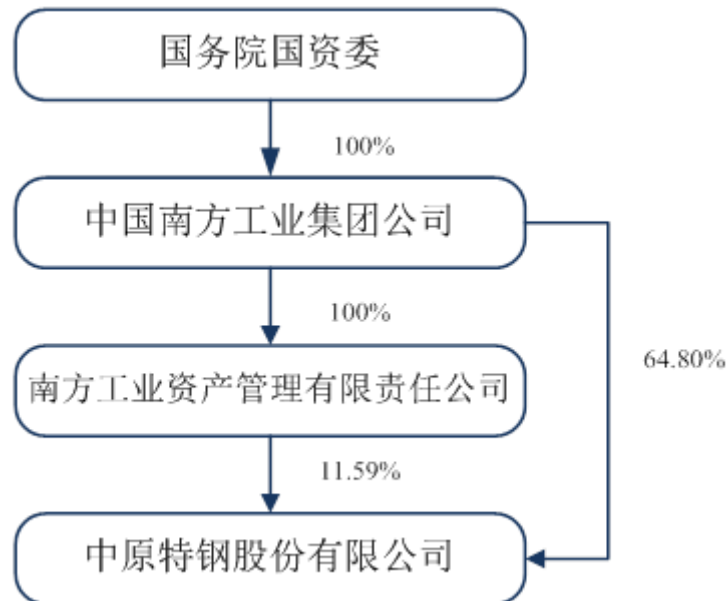 国务院国资委
100%
中国南方工业集团公司
100%
64.80%
南方工业资产管理有限责任公司
11.59%
中原特钢股份有限公司